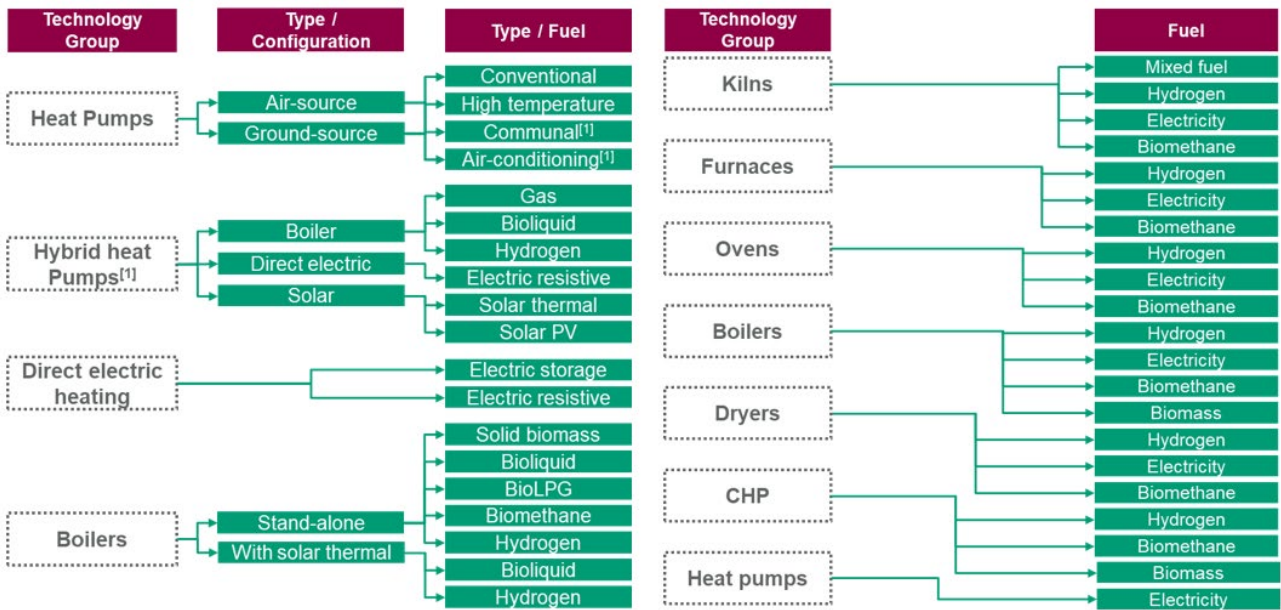 Technology
Group
Type /
Configuration
Type / Fuel
Heat Pumps
Air-source
Ground-source
Conventional
High temperature
Communal[1]
Air-conditioning[1]
Hybrid heat
Pumps[1]
Boiler
Direct electric
Solar
Gas
Bioliquid
Hydrogen
Electric resistive
Solar thermal
Solar PV
Direct electric
heating
Electric storage
Electric resistive
Boilers
Stand-alone
With solar thermal
Solid biomass
Bioliquid
BioLPG
Biomethane
Hydrogen
Bioliquid
Hydrogen
Technology
Group
Fuel
Kilns
Mixed fuel
Hydrogen
Electricity
Biomethane
Furnaces
Hydrogen
Electricity
Biomethane
Ovens
Hydrogen
Electricity
Biomethane
Boilers
Hydrogen
Electricity
Biomethane
Biomass
Dryers
Hydrogen
Electricity
Biomethane
CHP
Hydrogen
Biomethane
Biomass
Heat pumps
Electricity